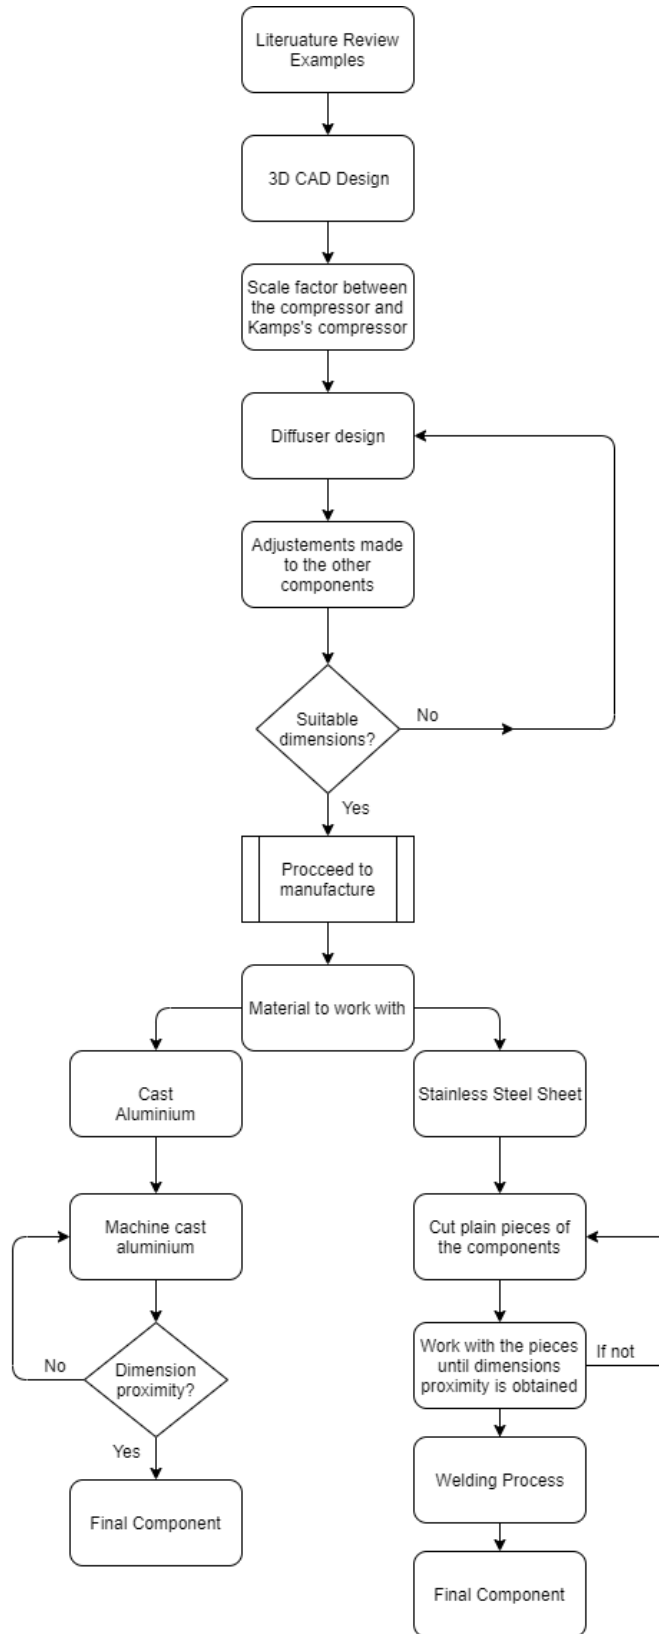 Literuature Review
Examples
3D CAD Design
Scale factor between
the compressor and
Kamps's compressor
Diffuser design
Adjustements made
to the other
components
Suitable
dimensions?
No
Yes
Procceed to
manufacture
Material to work with
Cast
Aluminium
Stainless Steel Sheet
Machine cast
aluminium
Cut plain pieces of
the components
Dimension
proximity?
No
Yes
Work with the pieces
until dimensions
proximity is obtained
If not
Welding Process
Final Component
Final Component